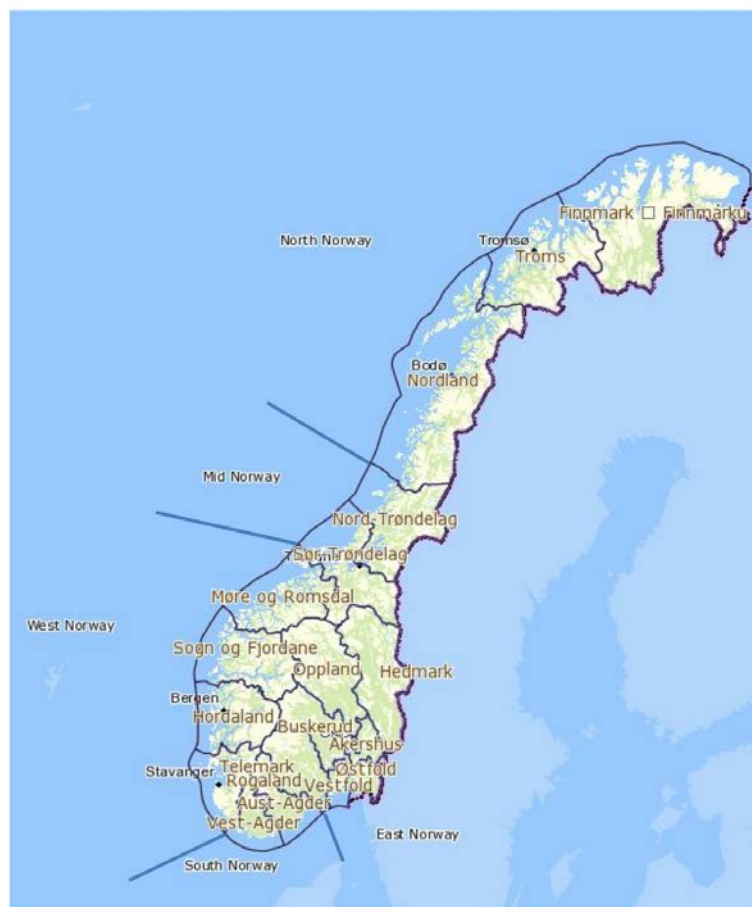 Finnmark □ Finnmárku
North Norway
Tromsø
Troms
Bodø
Nordland
Mid Norway
Nord-Trøndelag
Sør-Trøndelag
Møre og Romsdal
West Norway
Sogn og Fjordane
Oppland
Hedmark
Bergen
Hordaland
Buskerud
Akershus
Stavanger
Telemark
Østfold
Rogaland
Vestfold
Aust-Agder
Vest-Agder
East Norway
South Norway